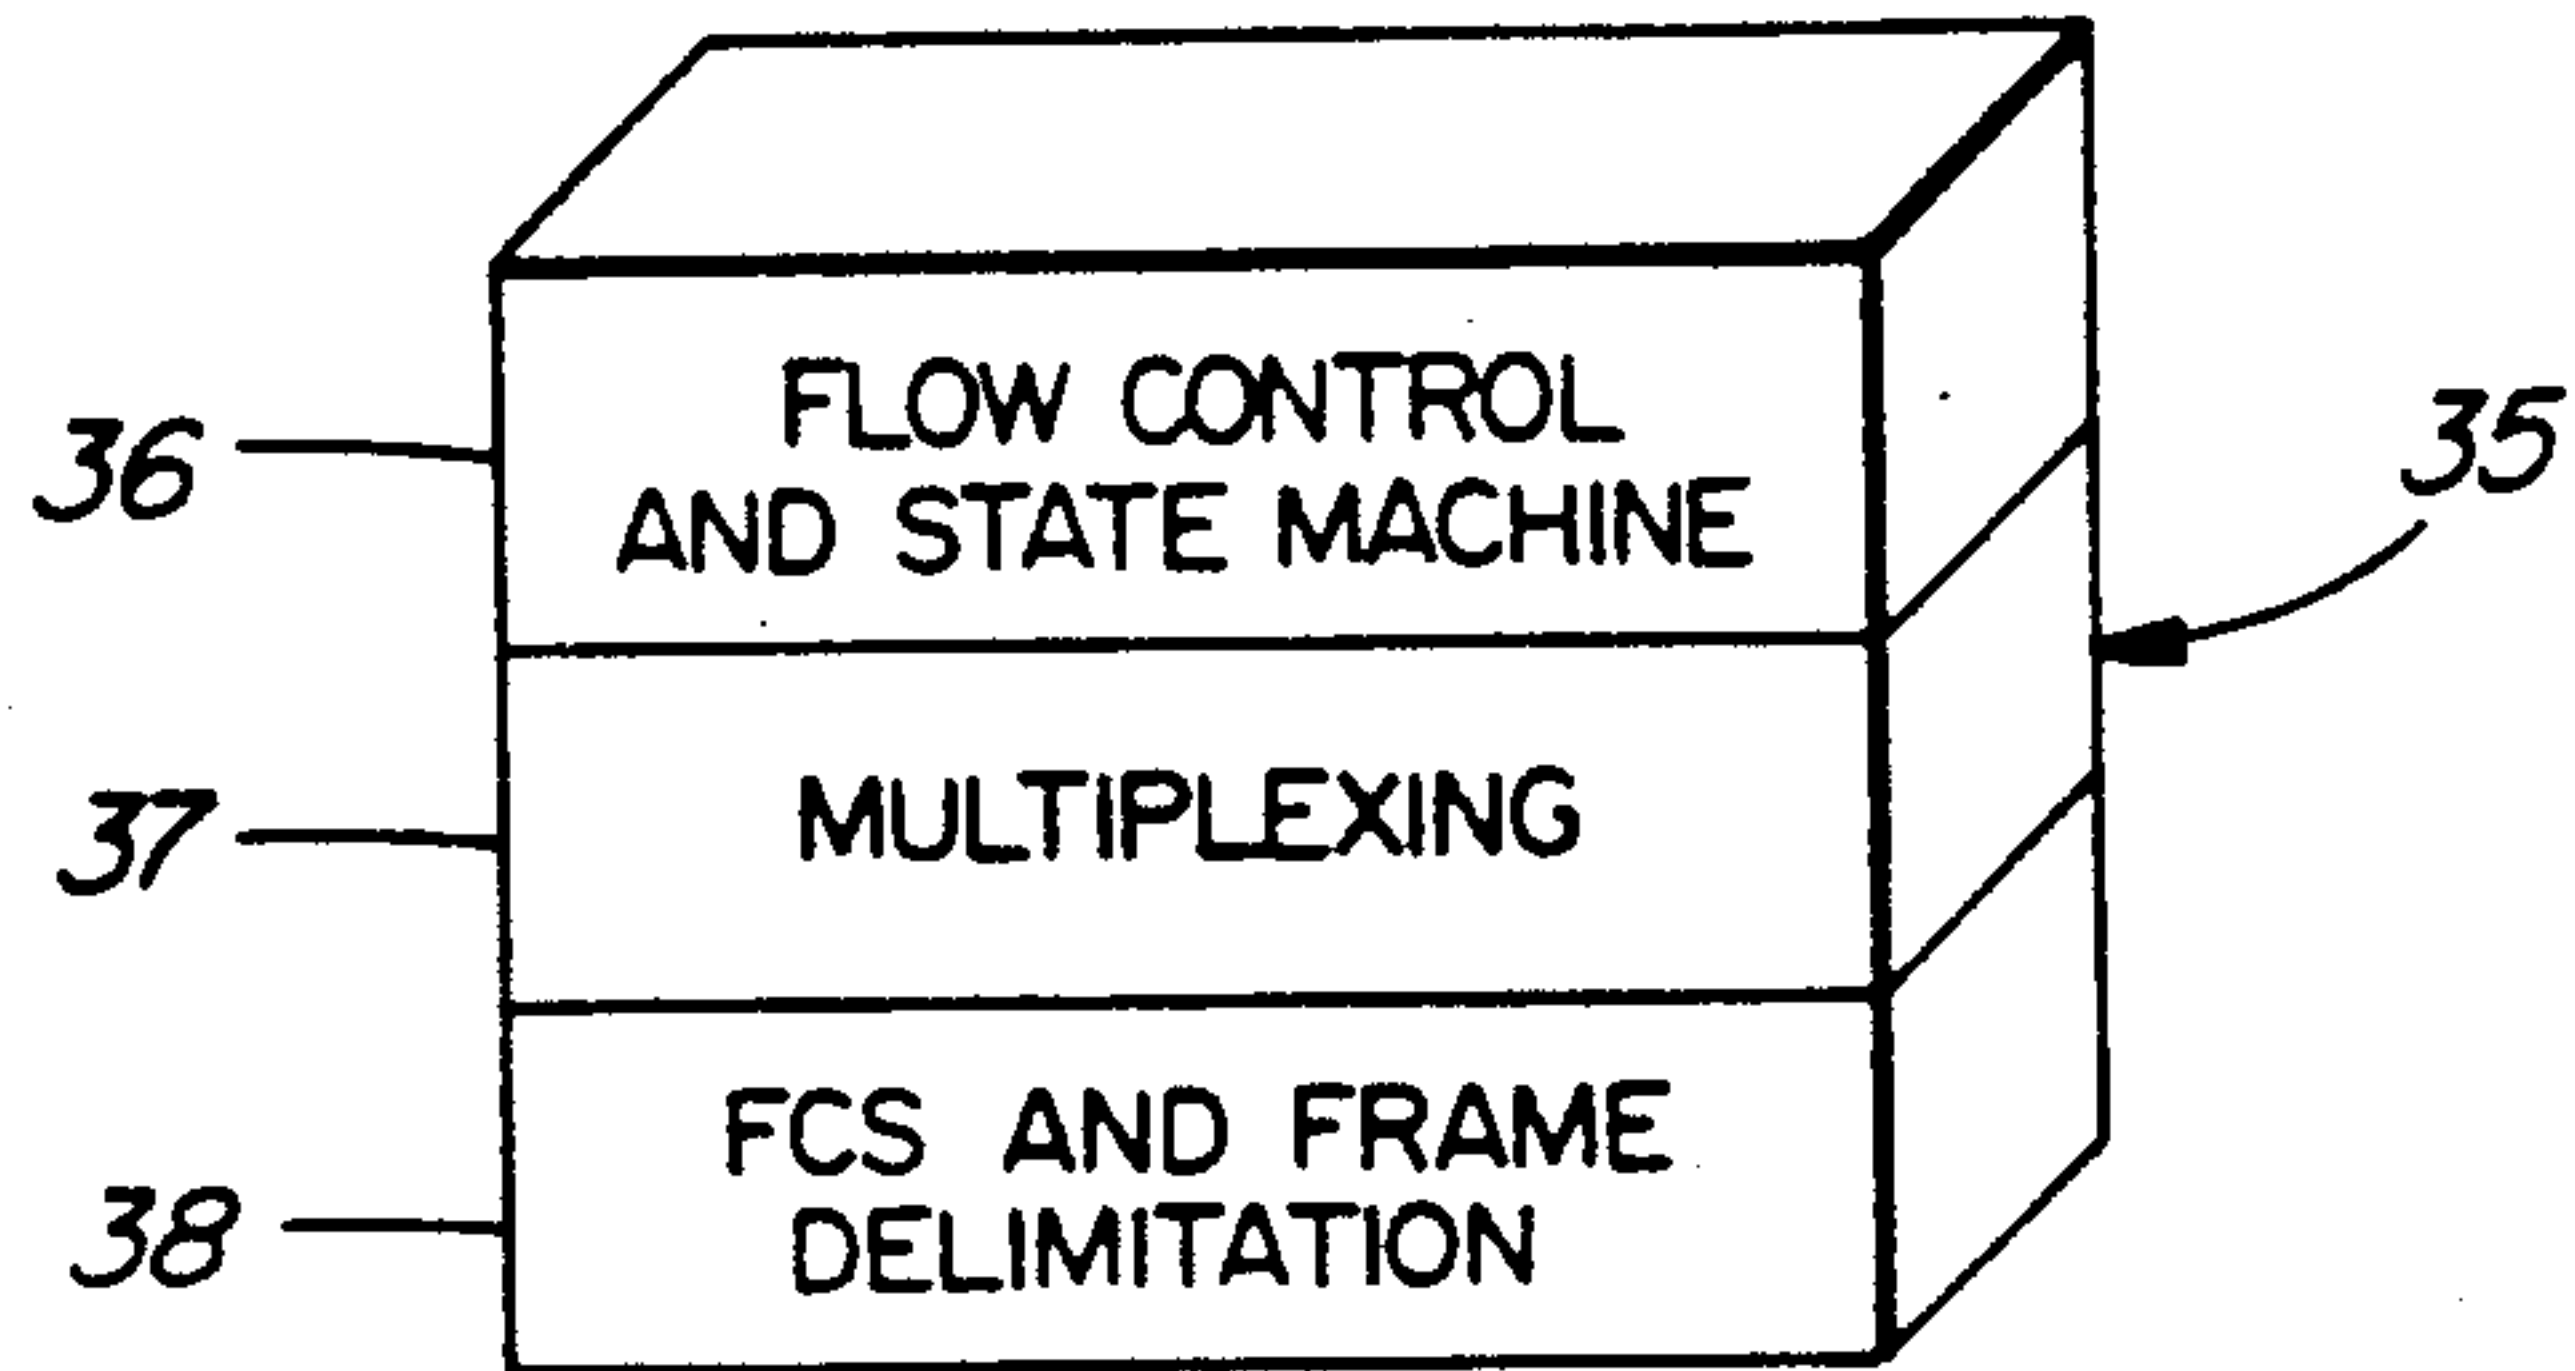 FLOW CONTROL
AND STATE MACHINE
36
35
MULTIPLEXING
37
FCS AND FRAME
DELIMITATION
38